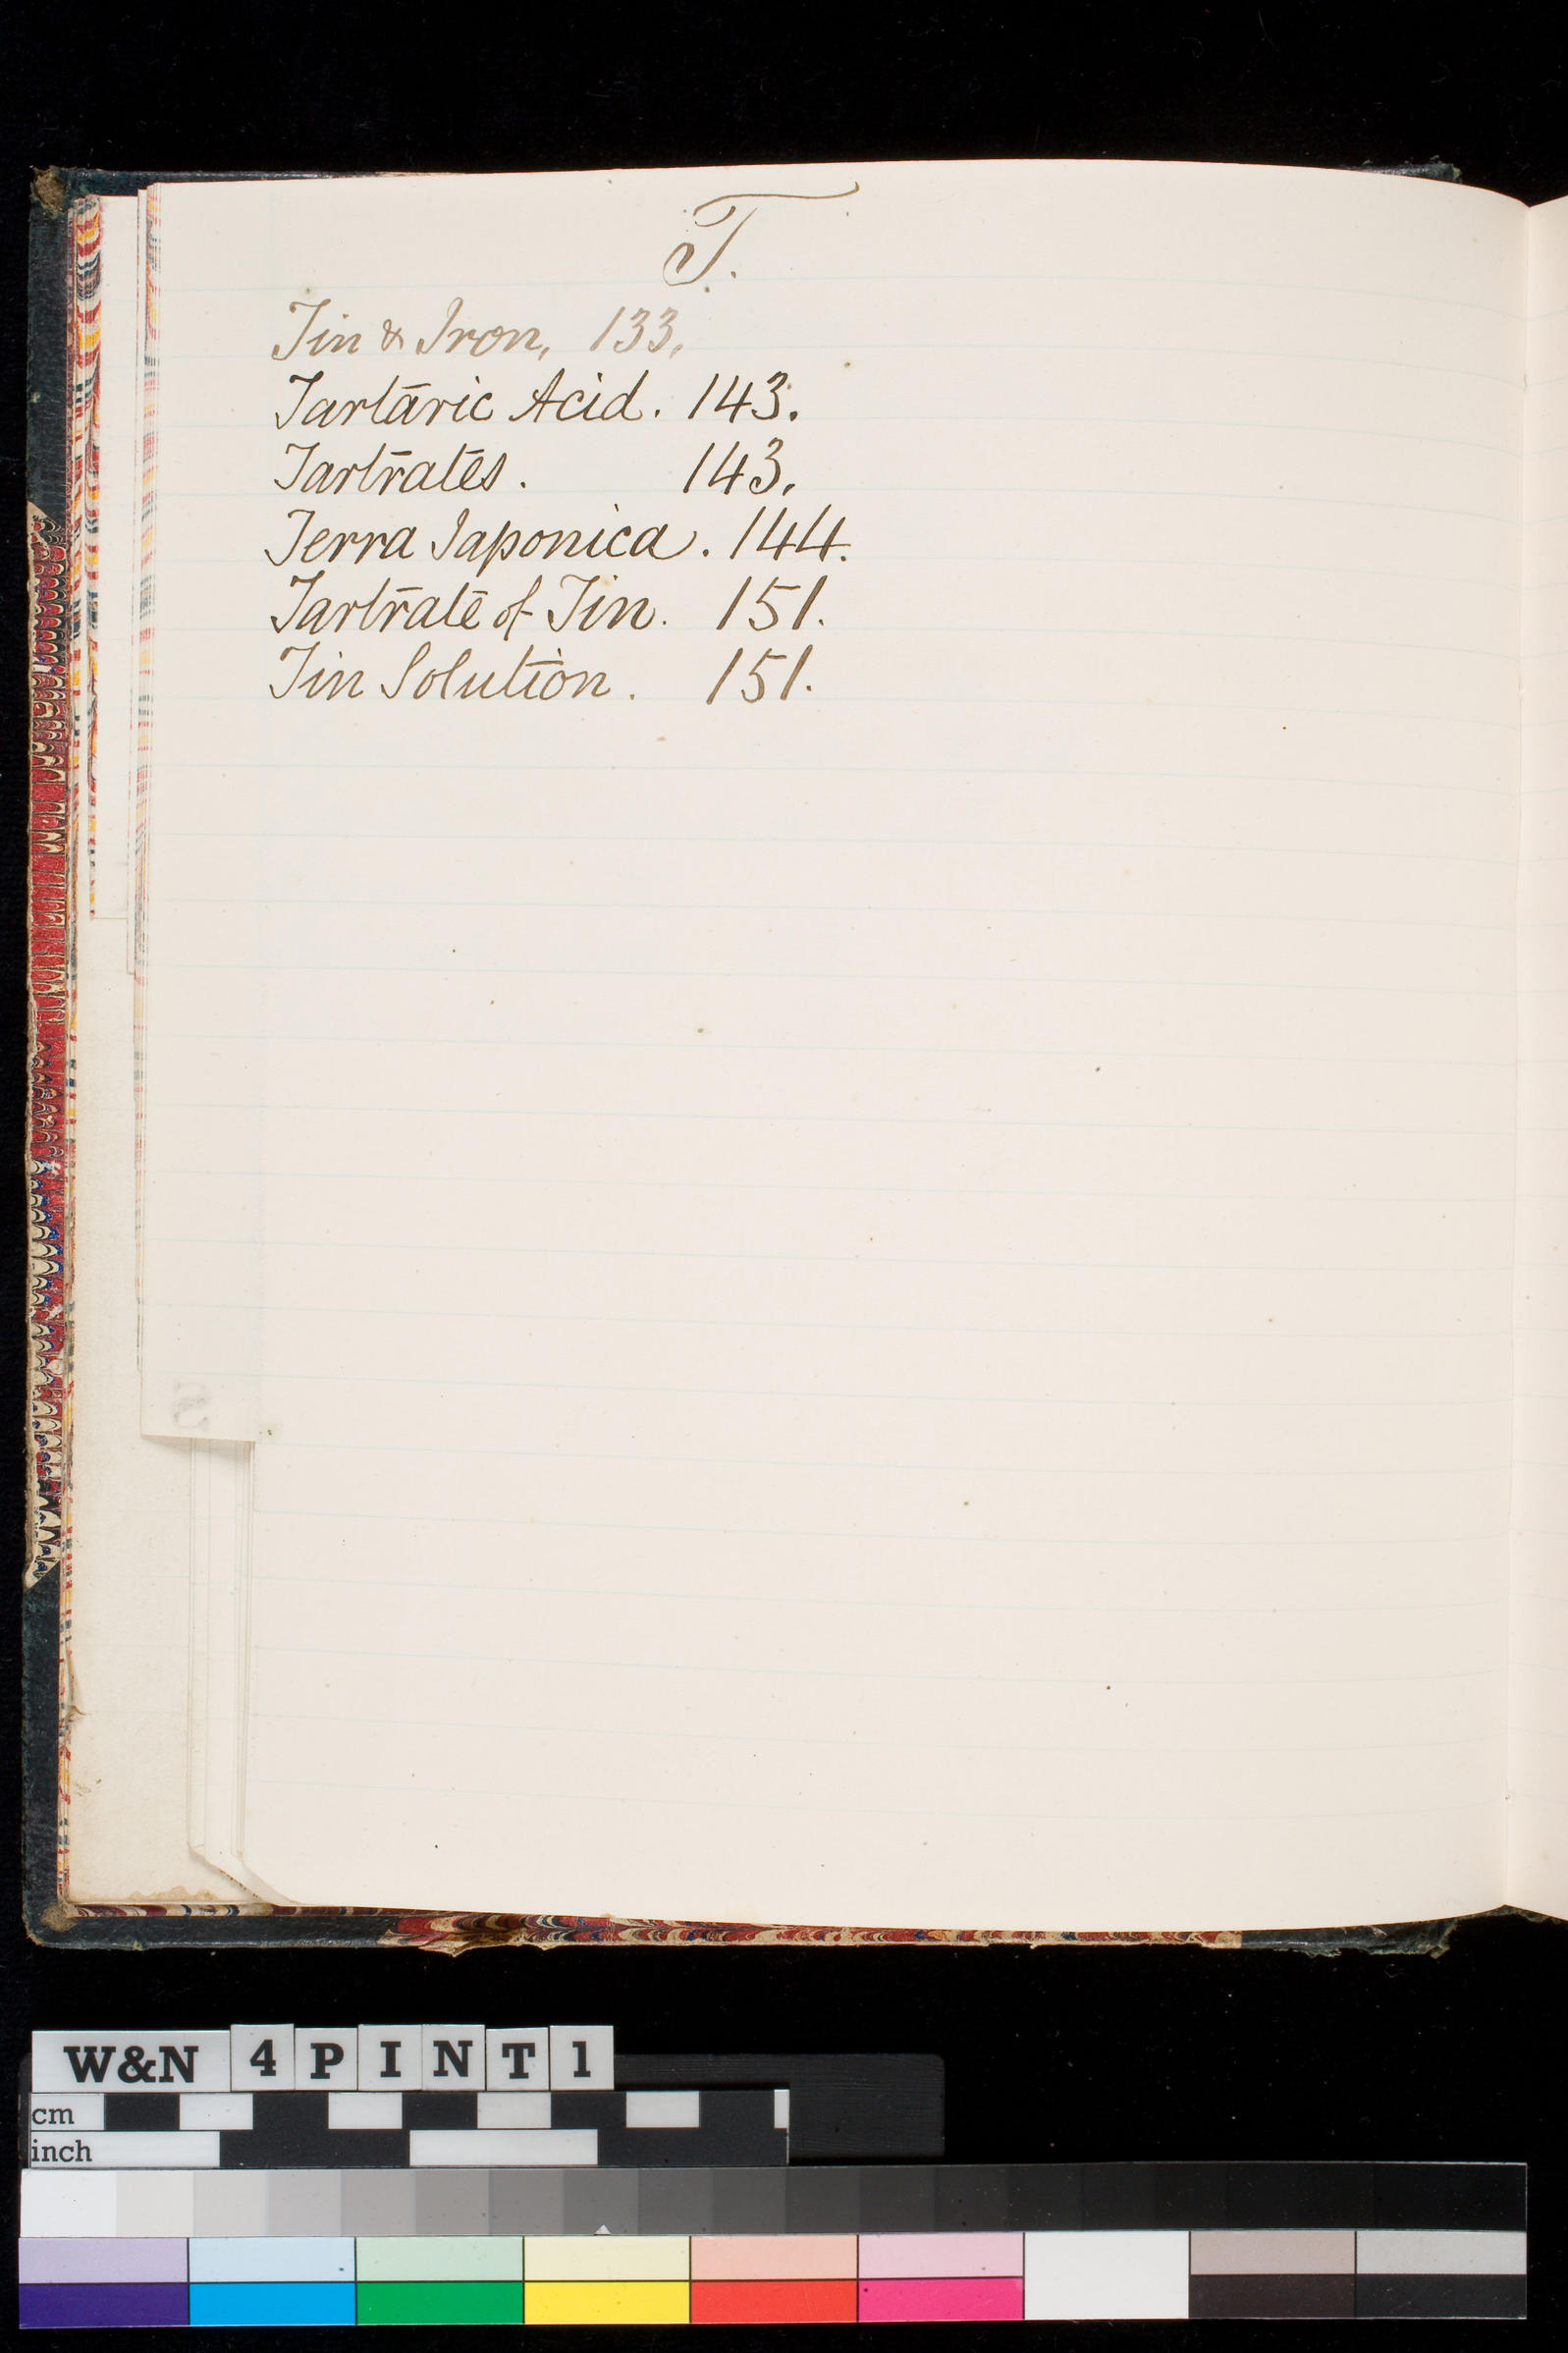 T.
Tin & Iron, 133,
Tartaric Acid. 143.
Tartrates. 143.
Terra Japonica. 144.
Tartrate of Tin. 151.
Tin Solution. 151.
S
W&N 4 P I N T 1
cm
inch